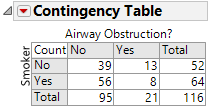 Contingency Table
Airway Obstruction?
Smoker
Count No Yes Total
No 39 13 52
Yes 56 8 64
Total 95 21 116